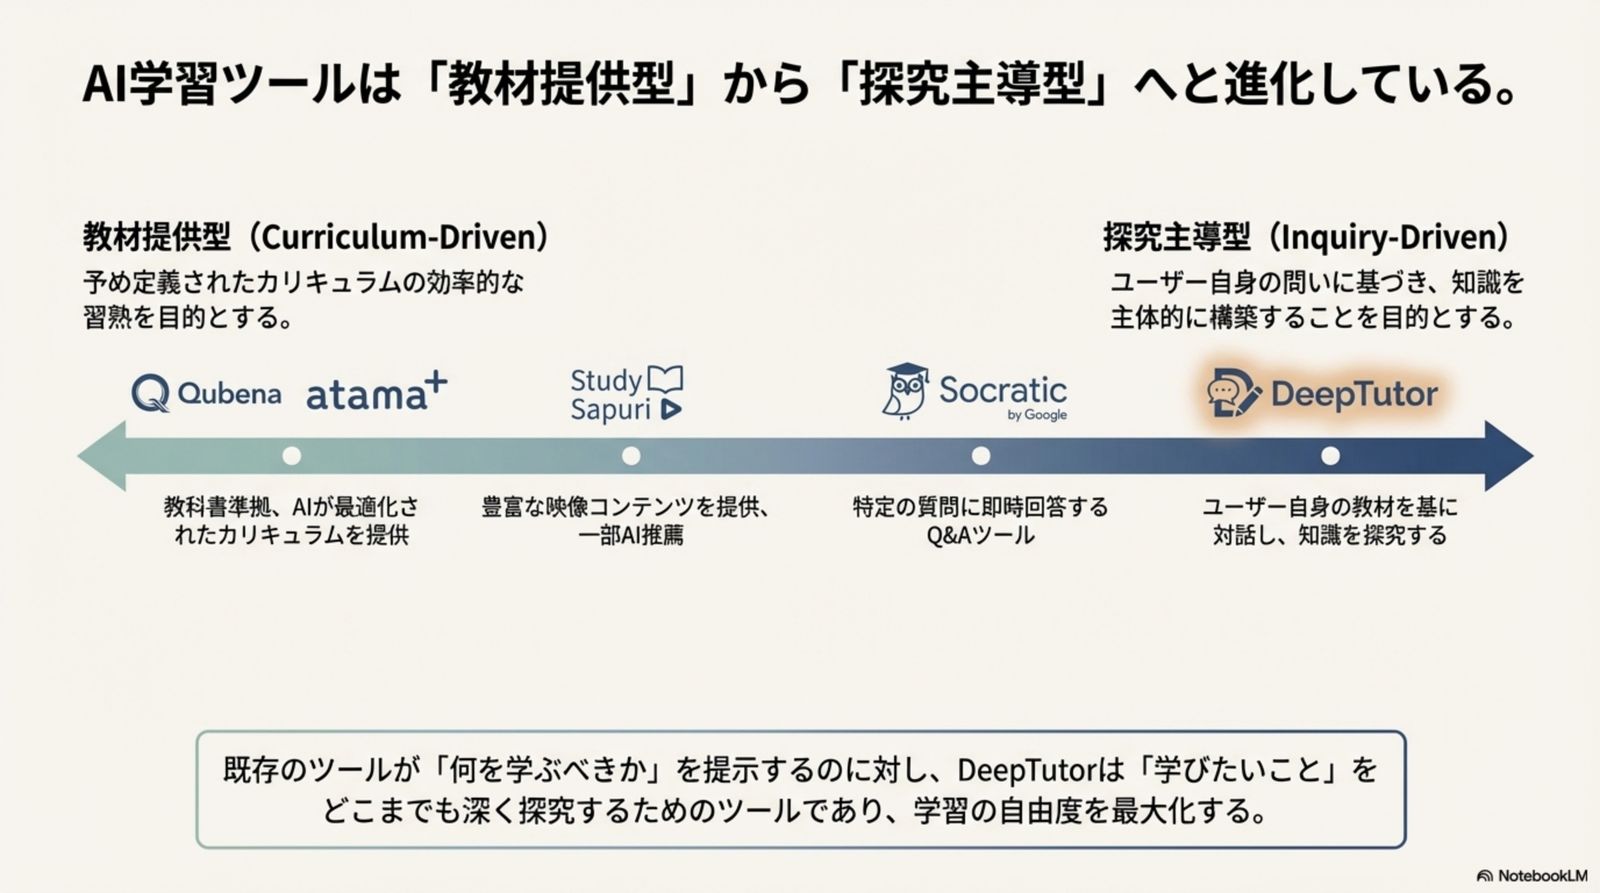 AI学習ツールは「教材提供型」から「探究主導型」へと進化している。
教材提供型（Curriculum-Driven）
予め定義されたカリキュラムの効率的な
習熟を目的とする。
探究主導型（Inquiry-Driven）
ユーザー自身の問いに基づき、知識を
主体的に構築することを目的とする。
Qubena
atama+
Study
Sapuri
Socratic
by Google
DeepTutor
教科書準拠、AIが最適化さ
れたカリキュラムを提供
豊富な映像コンテンツを提供、
一部AI推薦
特定の質問に即時回答する
Q&Aツール
ユーザー自身の教材を基に
対話し、知識を探究する
既存のツールが「何を学ぶべきか」を提示するのに対し、DeepTutorは「学びたいこと」を
どこまでも深く探究するためのツールであり、学習の自由度を最大化する。
NotebookLM